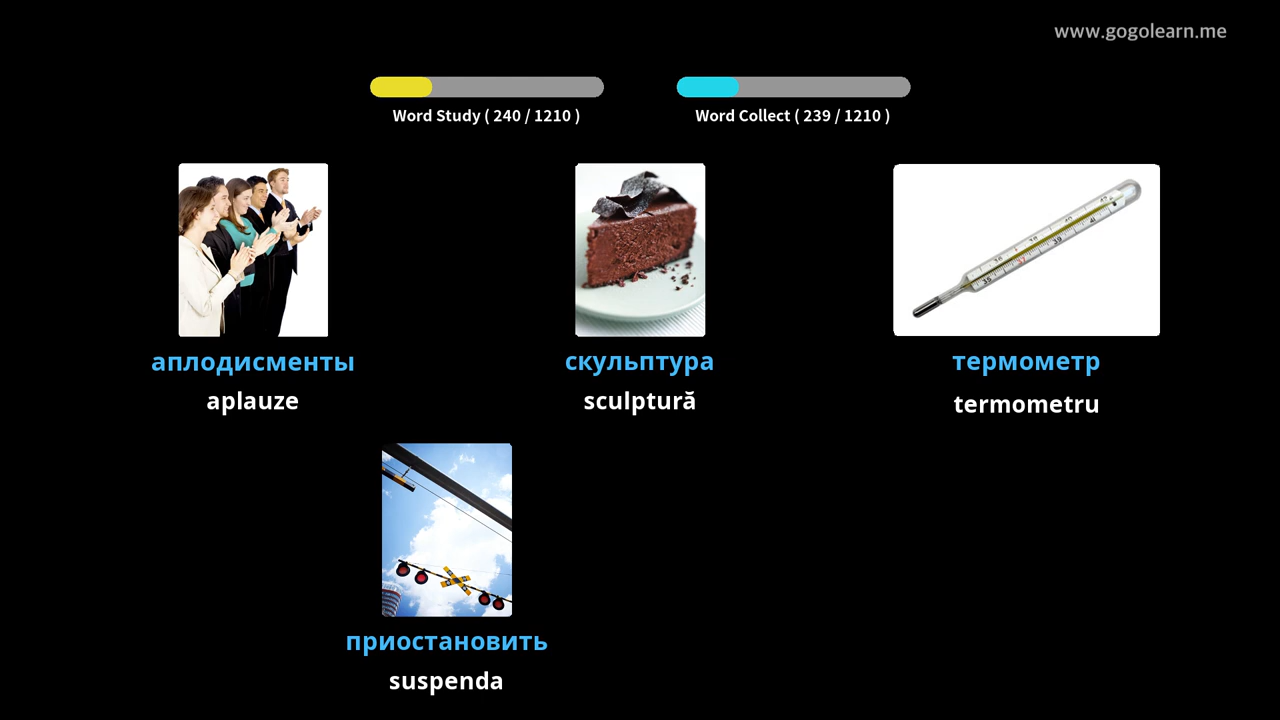 www.gogolearn.me
Word Study ( 240 / 1210 )
Word Collect ( 239 / 1210 )
аплодисменты
aplauze
скульптура
sculptură
термометр
termometru
приостановить
suspenda